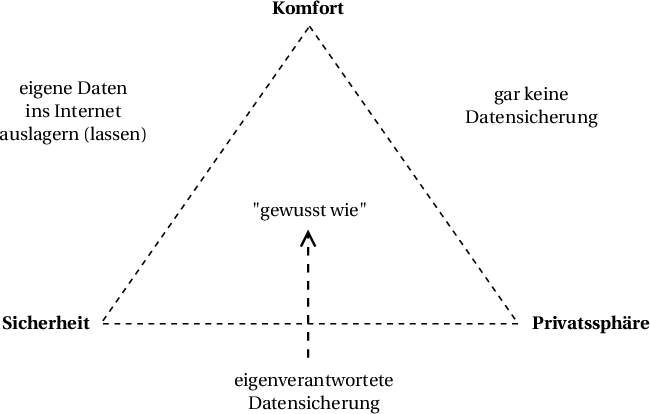 Komfort
eigene Daten
ins Internet
auslagern (lassen)
gar keine
Datensicherung
"gewusst wie"
Sicherheit
Privatssphäre
eigenverantwortete
Datensicherung